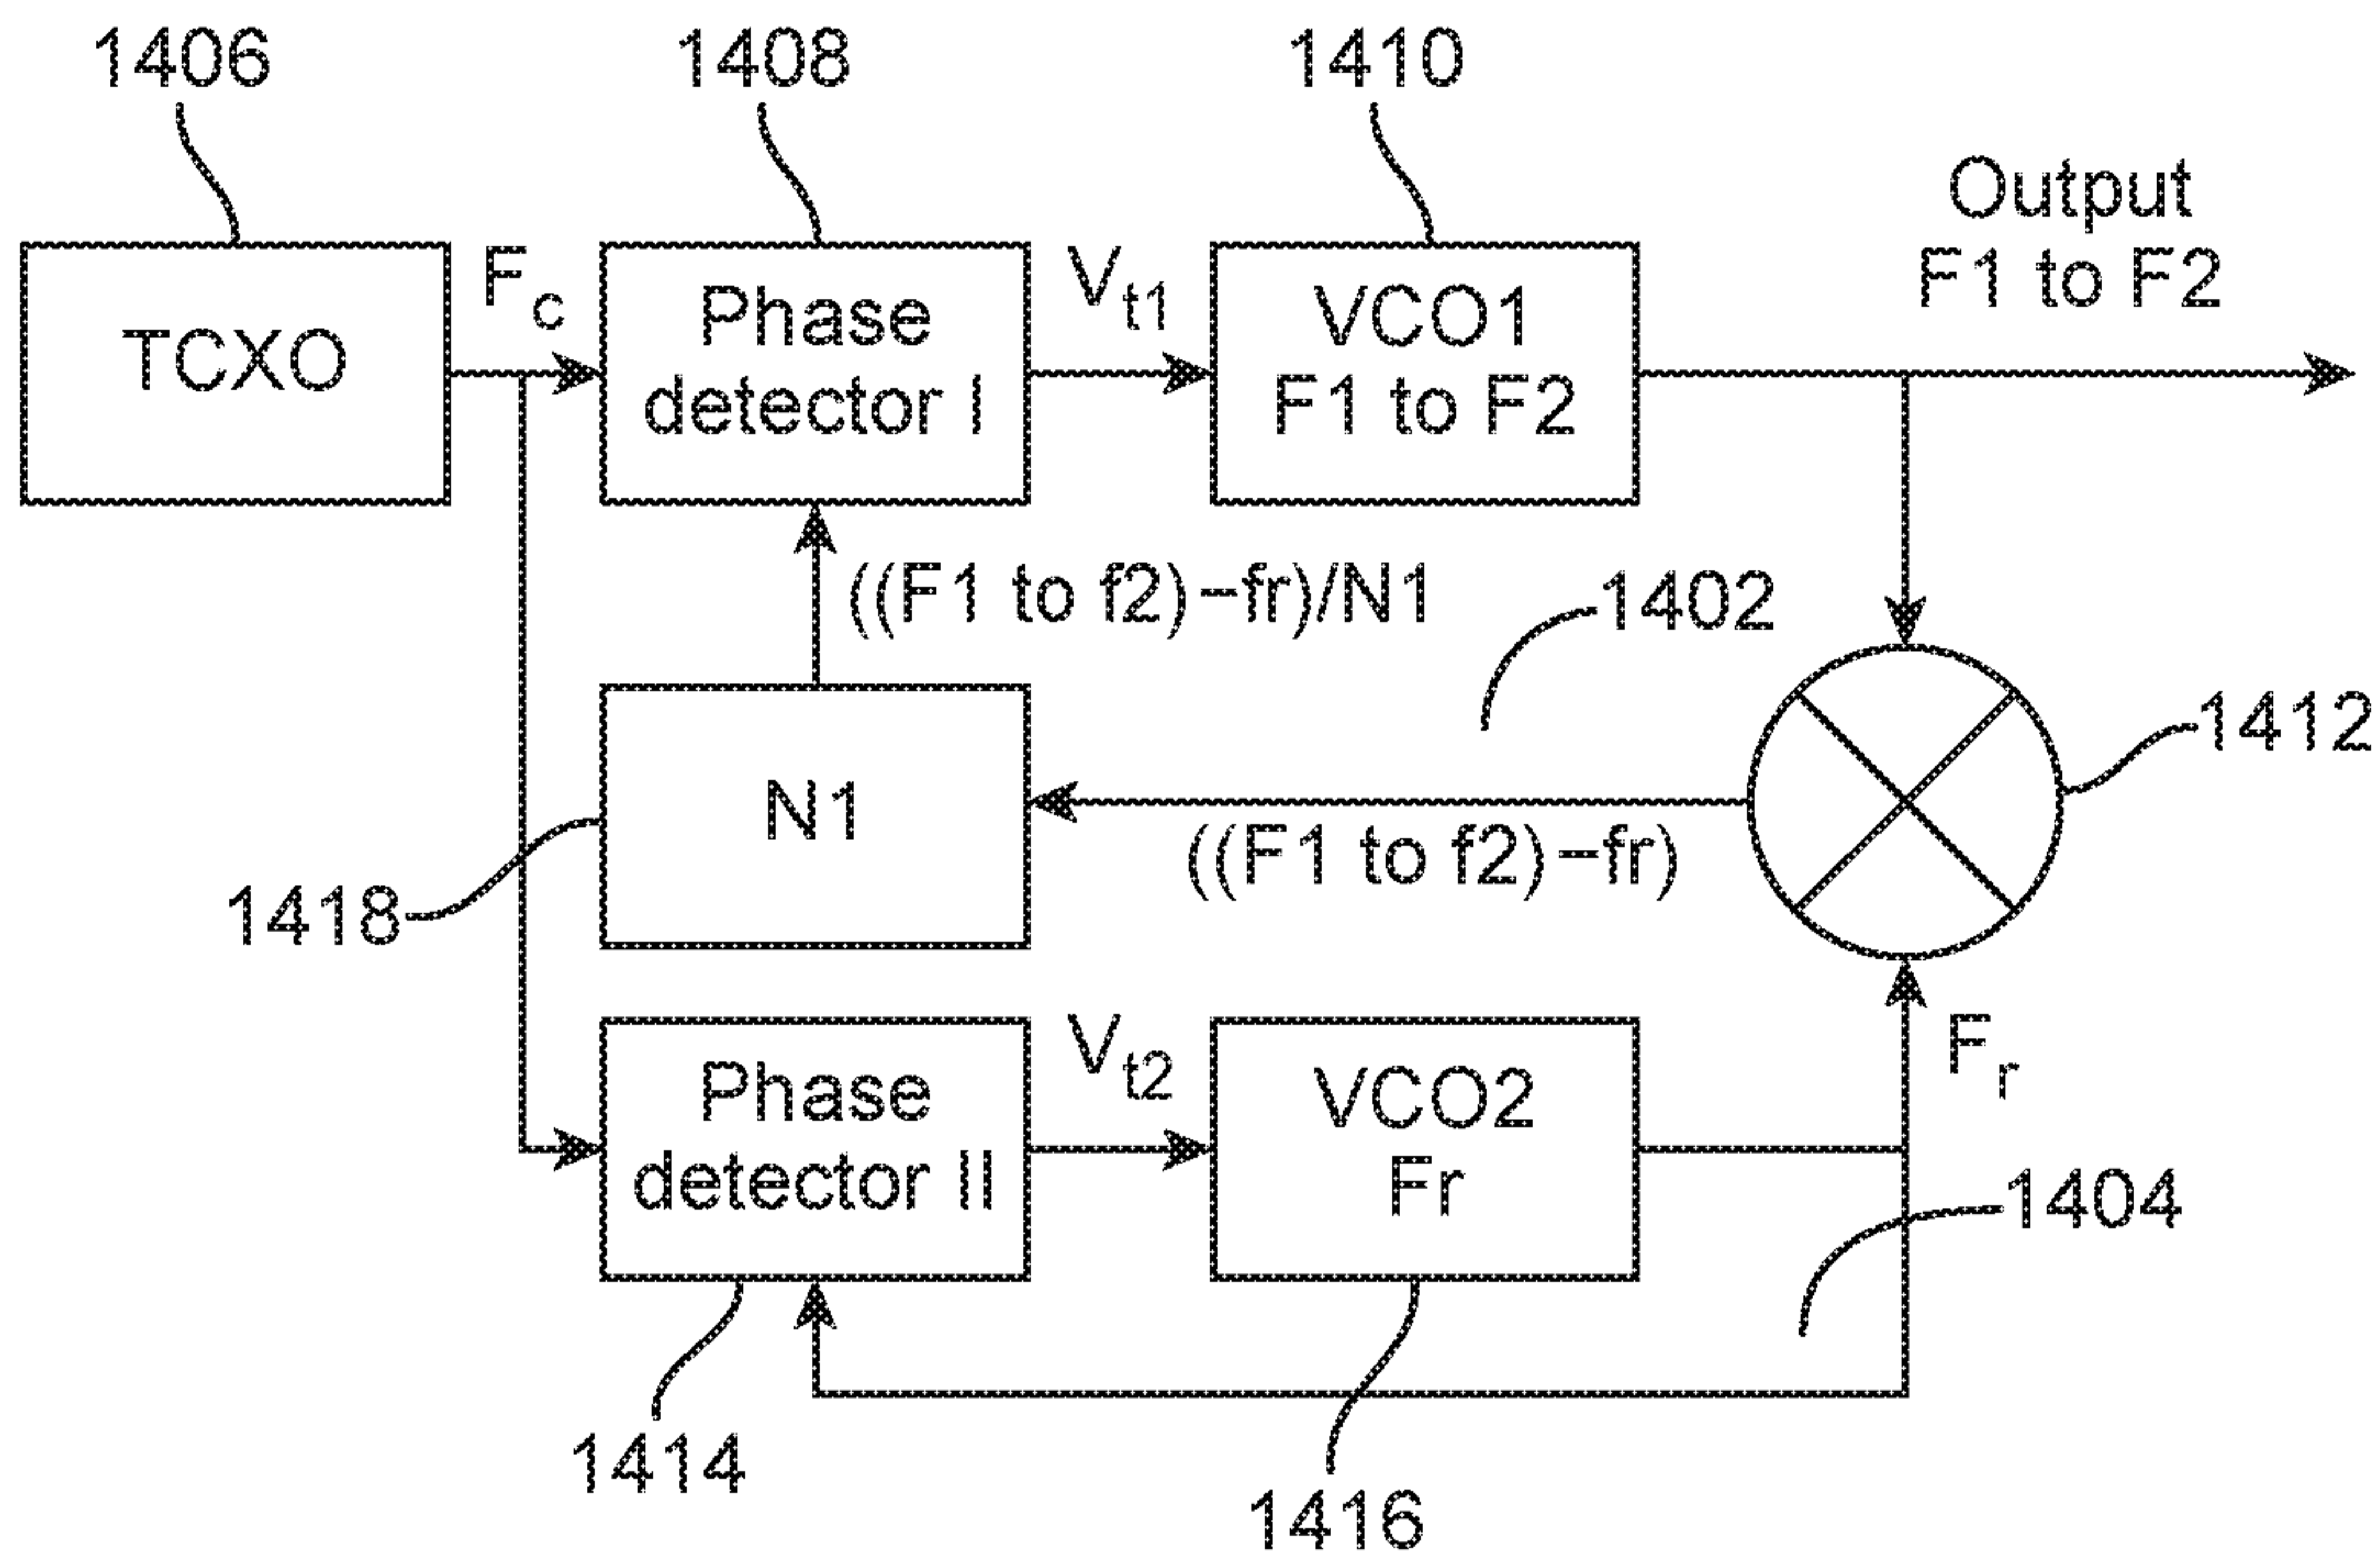 1406
1408
1410
Output
F1 to F2
TCXO
Fc
Phase
detector I
Vt1
VCO1
F1 to F2
((F1 to f2)−fr)/N1
1402
1412
N1
((F1 to f2)−fr)
1418
Phase
detector II
Vt2
VCO2
Fr
Fr
1404
1414
1416